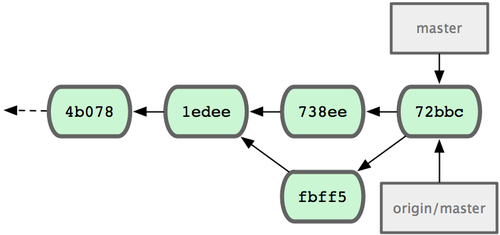 master
4b078
1edee
738ee
72bbc
fbff5
origin/master